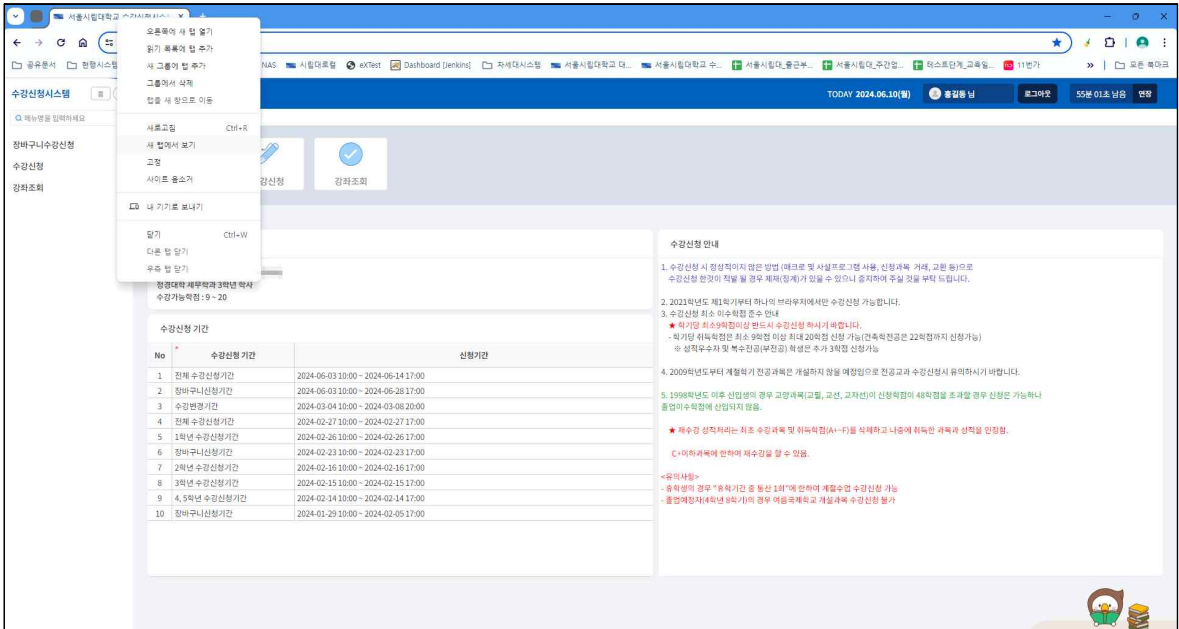 서울시립대학교 수강신청시스
오른쪽에 새 탭 열기
읽기 목록에 탭 추가
새 그룹에 탭 추가
그룹에서 삭제
탭을 새 창으로 이동
새로고침 Ctrl+R
새 탭에서 보기
고정
사이트 음소거
내 기기로 보내기
닫기 Ctrl+W
다른 탭 닫기
우측 탭 닫기
공유문서 현행시스템 NAS 시립대로컬 eXTest Dashboard [Jenkins] 차세대시스템 서울시립대학교 대... 서울시립대학교 수... 서울시립대_출근부... 서울시립대_주간업... 테스트단계_교육일... 11번가 » 모든 북마크
수강신청시스템 홈 TODAY 2024.06.10(월) 홍길동 님 로그아웃 55분 01초 남음 연장
메뉴명을 입력하세요
장바구니수강신청
수강신청
강좌조회
강신청 강좌조회
정경대학 세무학과 3학년 학사
수강가능학점 : 9 ~ 20
수강신청 기간
No * 수강신청 기간 신청기간
1 전체 수강신청기간 2024-06-03 10:00 ~ 2024-06-14 17:00
2 장바구니신청기간 2024-06-03 10:00 ~ 2024-06-28 17:00
3 수강변경기간 2024-03-04 10:00 ~ 2024-03-08 20:00
4 전체 수강신청기간 2024-02-27 10:00 ~ 2024-02-27 17:00
5 1학년 수강신청기간 2024-02-26 10:00 ~ 2024-02-26 17:00
6 장바구니신청기간 2024-02-23 10:00 ~ 2024-02-23 17:00
7 2학년 수강신청기간 2024-02-16 10:00 ~ 2024-02-16 17:00
8 3학년 수강신청기간 2024-02-15 10:00 ~ 2024-02-15 17:00
9 4, 5학년 수강신청기간 2024-02-14 10:00 ~ 2024-02-14 17:00
10 장바구니신청기간 2024-01-29 10:00 ~ 2024-02-05 17:00
수강신청 안내
1. 수강신청 시 정상적이지 않은 방법 (매크로 및 사설프로그램 사용, 신청과목 거래, 교환 등)으로
수강신청 한것이 적발 될 경우 제재(징계)가 있을 수 있으니 중지하여 주실 것을 부탁 드립니다.
2. 2021학년도 제1학기부터 하나의 브라우저에서만 수강신청 가능합니다.
3. 수강신청 최소 이수학점 준수 안내
★ 학기당 최소9학점이상 반드시 수강신청 하시기 바랍니다.
- 학기당 취득학점은 최소 9학점 이상 최대 20학점 신청 가능(건축학전공은 22학점까지 신청가능)
※ 성적우수자 및 복수전공(부전공) 학생은 추가 3학점 신청가능
4. 2009학년도부터 계절학기 전공과목은 개설하지 않을 예정임으로 전공교과 수강신청시 유의하시기 바랍니다.
5. 1998학년도 이후 신입생의 경우 교양과목(교필, 교선, 교자선)이 신청학점이 48학점을 초과할 경우 신청은 가능하나
졸업이수학점에 산입되지 않음.
★ 재수강 성적처리는 최초 수강과목 및 취득학점(A+~F)를 삭제하고 나중에 취득한 과목과 성적을 인정함.
C+이하과목에 한하여 재수강을 할 수 있음.
<유의사항>
- 휴학생의 경우 "휴학기간 중 통산 1회"에 한하여 계절수업 수강신청 가능
- 졸업예정자(4학년 8학기)의 경우 여름국제학교 개설과목 수강신청 불가